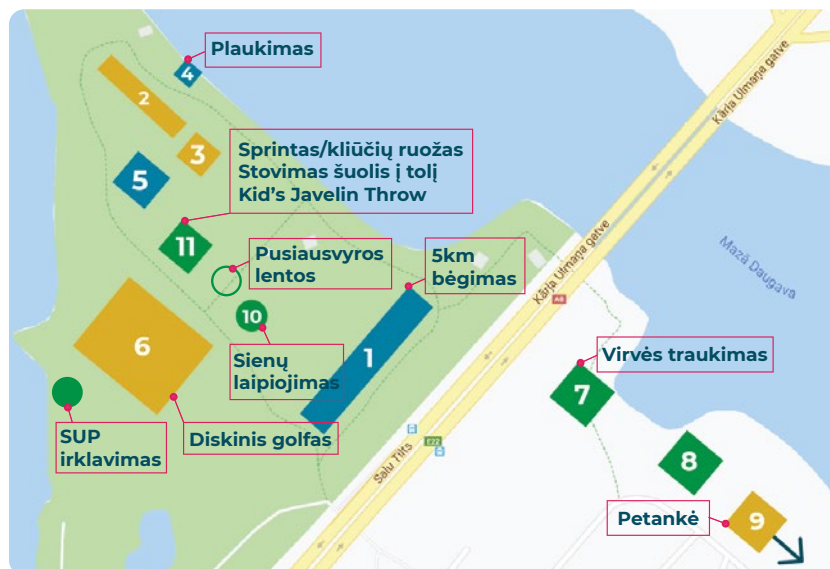 Plaukimas
4
2
3
Sprintas/kliūčių ruožas
Stovimas šuolis į tolį
Kid's Javelin Throw
5
11
Pusiausvyros
lentos
5km
bėgimas
10
Sienų
laipiojimas
1
6
SUP
irklavimas
Diskinis golfas
Kārļa Ulmaņa gatve
Kārļa Ulmaņa gatve
A8
Mazā Daugava
Virvės traukimas
7
E22
Salu Tilts
8
Petankė
9